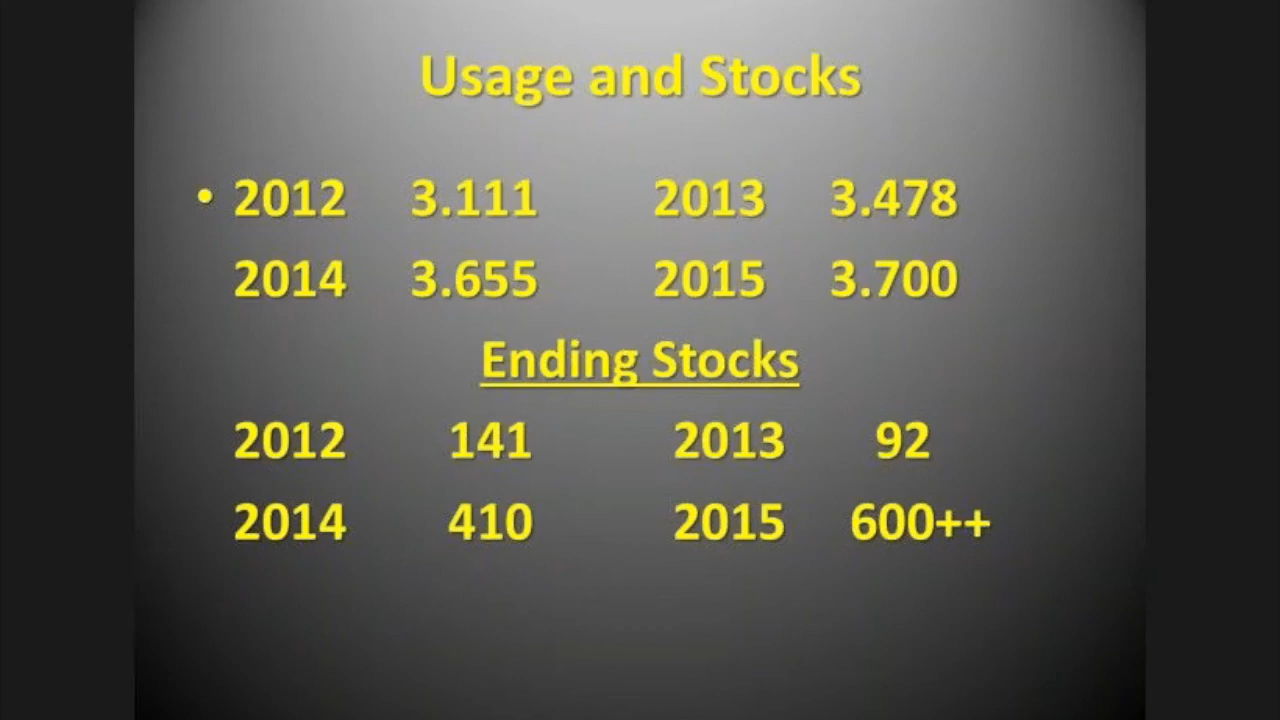 Usage and Stocks
• 2012 3.111 2013 3.478
2014 3.655 2015 3.700
Ending Stocks
2012 141 2013 92
2014 410 2015 600++